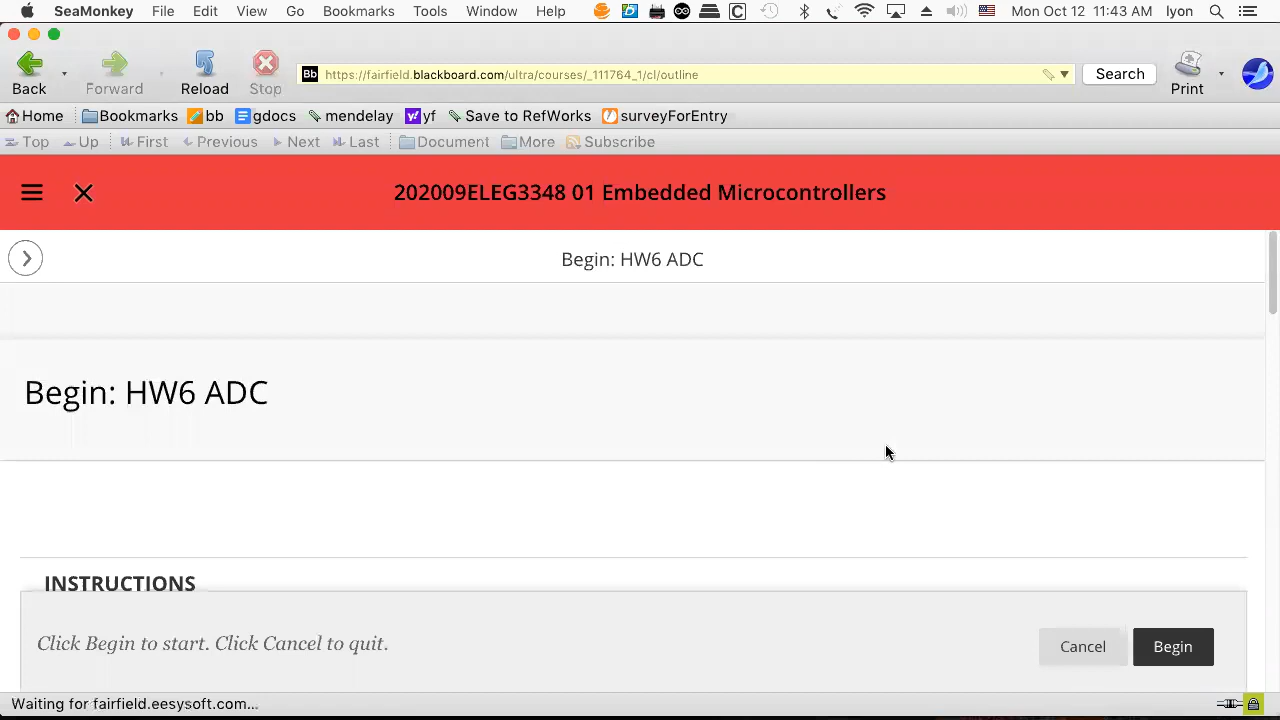 SeaMonkey File Edit View Go Bookmarks Tools Window Help Mon Oct 12 11:43 AM lyon
Back Forward Reload Stop Bb https://fairfield.blackboard.com/ultra/courses/_111764_1/cl/outline Search Print
Home Bookmarks bb gdocs mendelay yf Save to RefWorks surveyForEntry
Top Up First Previous Next Last Document More Subscribe
202009ELEG3348 01 Embedded Microcontrollers
Begin: HW6 ADC
Begin: HW6 ADC
INSTRUCTIONS
Click Begin to start. Click Cancel to quit. Cancel Begin
Waiting for fairfield.eesysoft.com...